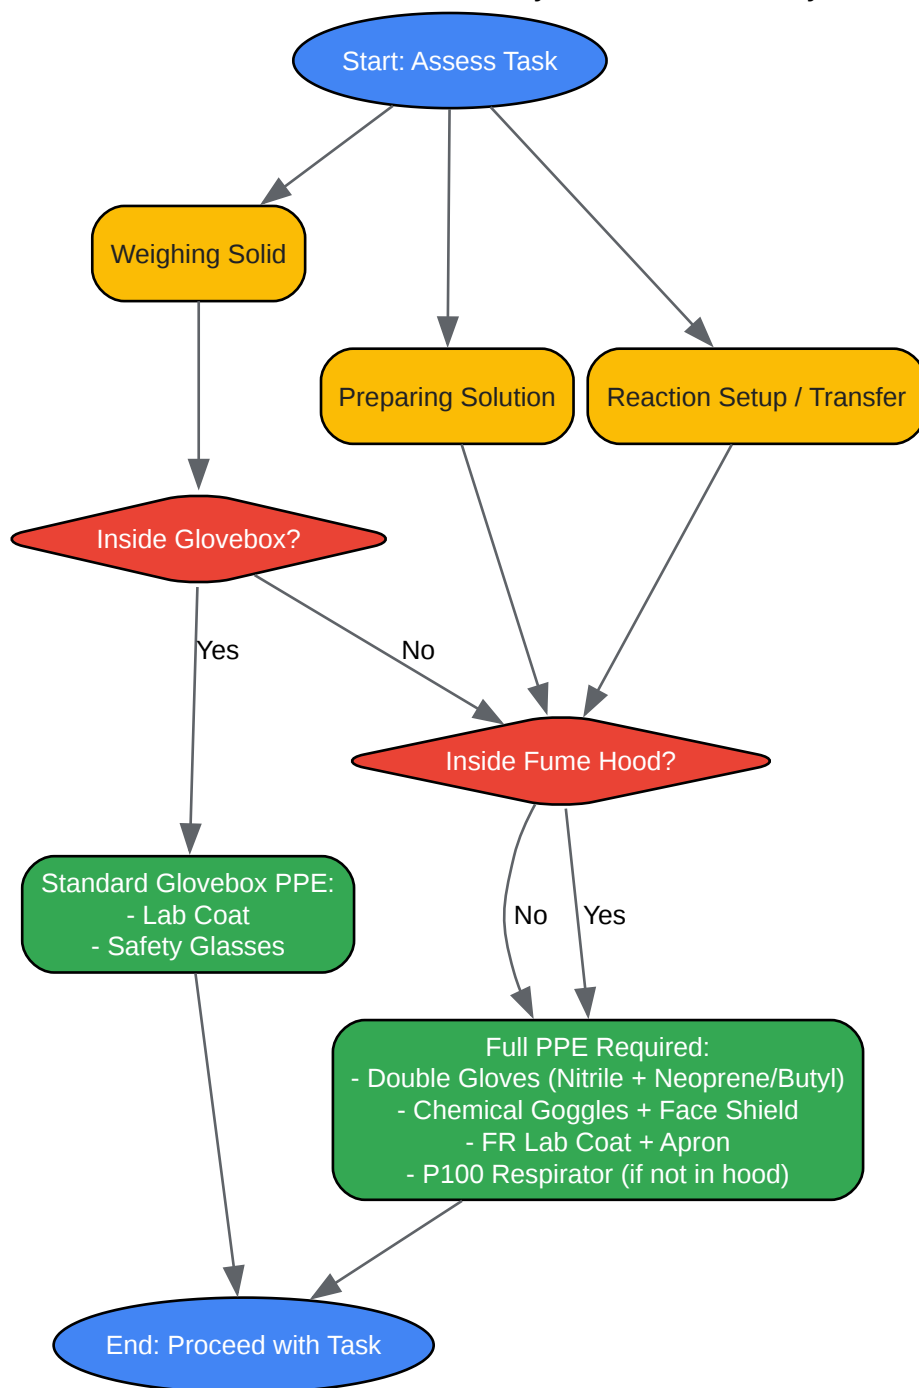 Start: Assess Task
Weighing Solid
Preparing Solution
Reaction Setup / Transfer
Inside Glovebox?
Yes
No
Inside Fume Hood?
Standard Glovebox PPE:
- Lab Coat
- Safety Glasses
No
Yes
Full PPE Required:
- Double Gloves (Nitrile + Neoprene/Butyl)
- Chemical Goggles + Face Shield
- FR Lab Coat + Apron
- P100 Respirator (if not in hood)
End: Proceed with Task